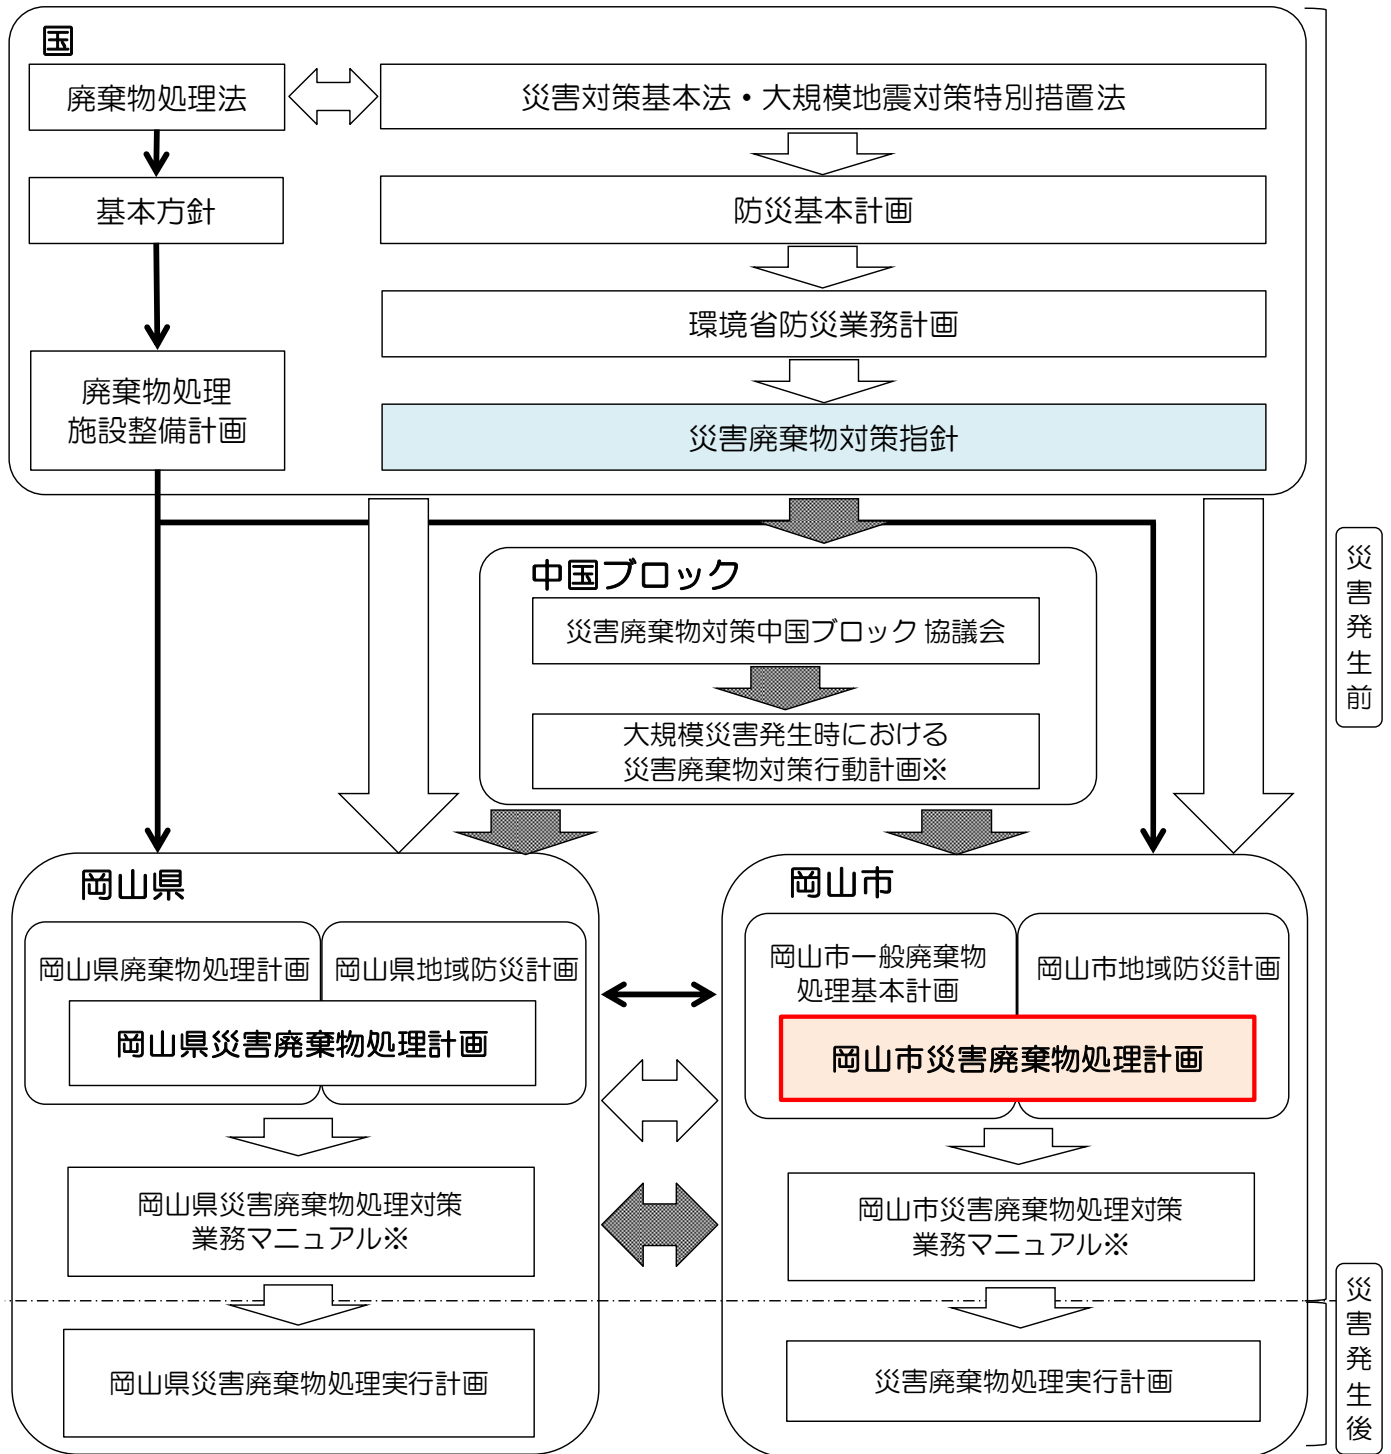 国
廃棄物処理法
災害対策基本法・大規模地震対策特別措置法
基本方針
防災基本計画
環境省防災業務計画
廃棄物処理
施設整備計画
災害廃棄物対策指針
中国ブロック
災害廃棄物対策中国ブロック協議会
大規模災害発生時における
災害廃棄物対策行動計画※
災害発生前
岡山県
岡山県廃棄物処理計画
岡山県地域防災計画
岡山県災害廃棄物処理計画
岡山県災害廃棄物処理対策
業務マニュアル※
岡山県災害廃棄物処理実行計画
岡山市
岡山市一般廃棄物
処理基本計画
岡山市地域防災計画
岡山市災害廃棄物処理計画
岡山市災害廃棄物処理対策
業務マニュアル※
災害廃棄物処理実行計画
災害発生後